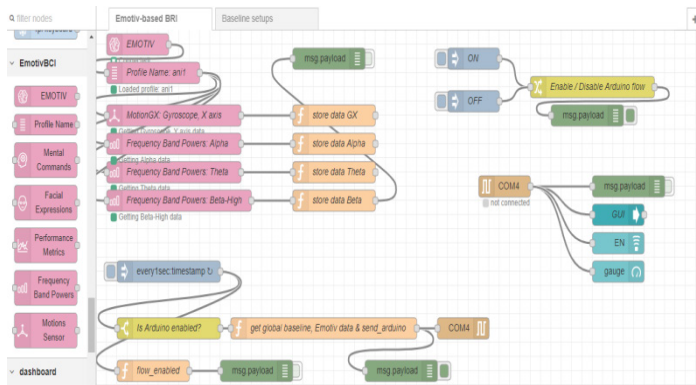 filter nodes
Emotiv-based BRI
Baseline setups
EmotivBCI
EMOTIV
Profile Name
Mental
Commands
Facial
Expressions
Performance
Metrics
Frequency
Band Powers
Motions
Sensor
dashboard
EMOTIV
Profile Name: ani1
Loaded profile: ani1
MotionGX: Gyroscope, X axis
Getting Gyroscope, X axis data
Frequency Band Powers: Alpha
Getting Alpha data
Frequency Band Powers: Theta
Getting Theta data
Frequency Band Powers: Beta-High
Getting Beta-High data
msg.payload
store data GX
store data Alpha
store data Theta
store data Beta
ON
OFF
Enable / Disable Arduino flow
msg.payload
COM4
not connected
msg.payload
GUI
EN
gauge
every1sec:timestamp ↻
Is Arduino enabled?
get global baseline, Emotiv data & send_arduino
COM4
flow_enabled
msg.payload
msg.payload